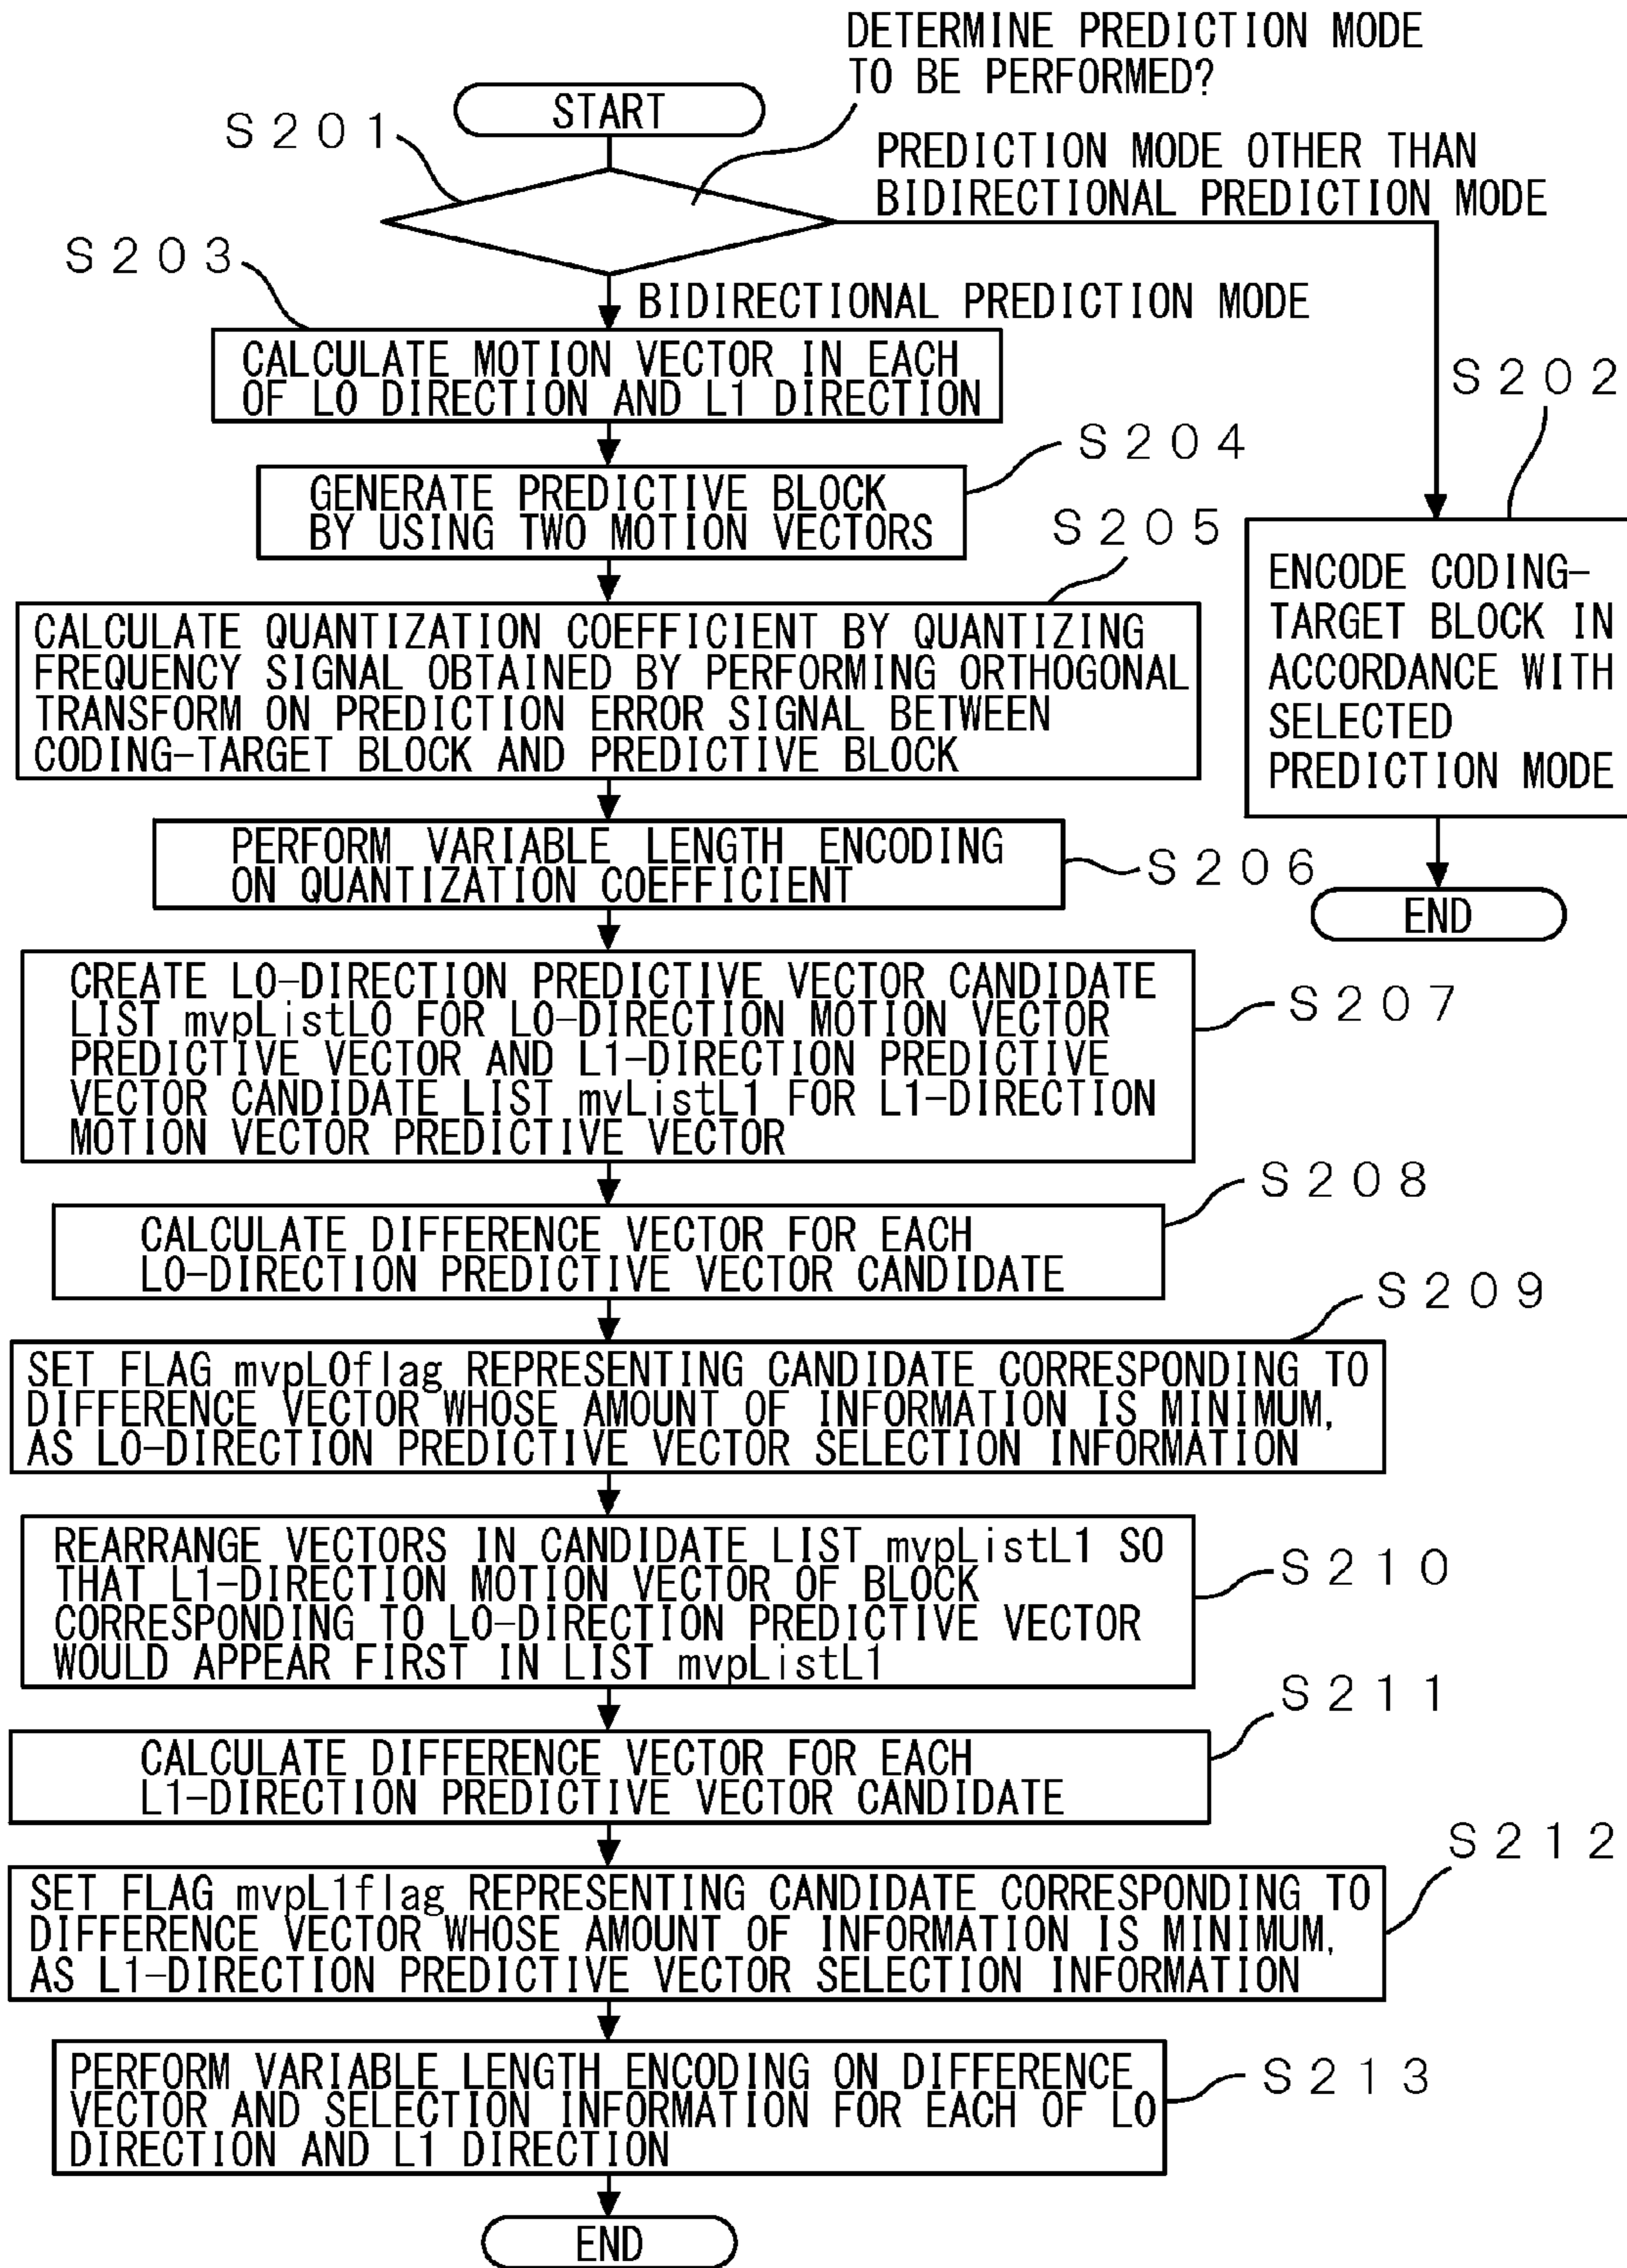 DETERMINE PREDICTION MODE
TO BE PERFORMED?
START
S201
PREDICTION MODE OTHER THAN
BIDIRECTIONAL PREDICTION MODE
S203
BIDIRECTIONAL PREDICTION MODE
CALCULATE MOTION VECTOR IN EACH
OF L0 DIRECTION AND L1 DIRECTION
S202
S204
GENERATE PREDICTIVE BLOCK
BY USING TWO MOTION VECTORS
S205
ENCODE CODING-
TARGET BLOCK IN
ACCORDANCE WITH
SELECTED
PREDICTION MODE
CALCULATE QUANTIZATION COEFFICIENT BY QUANTIZING
FREQUENCY SIGNAL OBTAINED BY PERFORMING ORTHOGONAL
TRANSFORM ON PREDICTION ERROR SIGNAL BETWEEN
CODING-TARGET BLOCK AND PREDICTIVE BLOCK
PERFORM VARIABLE LENGTH ENCODING
ON QUANTIZATION COEFFICIENT
S206
END
CREATE L0-DIRECTION PREDICTIVE VECTOR CANDIDATE
LIST mvpListL0 FOR L0-DIRECTION MOTION VECTOR
PREDICTIVE VECTOR AND L1-DIRECTION PREDICTIVE
VECTOR CANDIDATE LIST mvListL1 FOR L1-DIRECTION
MOTION VECTOR PREDICTIVE VECTOR
S207
S208
CALCULATE DIFFERENCE VECTOR FOR EACH
L0-DIRECTION PREDICTIVE VECTOR CANDIDATE
S209
SET FLAG mvpL0flag REPRESENTING CANDIDATE CORRESPONDING TO
DIFFERENCE VECTOR WHOSE AMOUNT OF INFORMATION IS MINIMUM,
AS L0-DIRECTION PREDICTIVE VECTOR SELECTION INFORMATION
REARRANGE VECTORS IN CANDIDATE LIST mvpListL1 SO
THAT L1-DIRECTION MOTION VECTOR OF BLOCK
CORRESPONDING TO L0-DIRECTION PREDICTIVE VECTOR
WOULD APPEAR FIRST IN LIST mvpListL1
S210
S211
CALCULATE DIFFERENCE VECTOR FOR EACH
L1-DIRECTION PREDICTIVE VECTOR CANDIDATE
S212
SET FLAG mvpL1flag REPRESENTING CANDIDATE CORRESPONDING TO
DIFFERENCE VECTOR WHOSE AMOUNT OF INFORMATION IS MINIMUM,
AS L1-DIRECTION PREDICTIVE VECTOR SELECTION INFORMATION
PERFORM VARIABLE LENGTH ENCODING ON DIFFERENCE
VECTOR AND SELECTION INFORMATION FOR EACH OF L0
DIRECTION AND L1 DIRECTION
S213
END